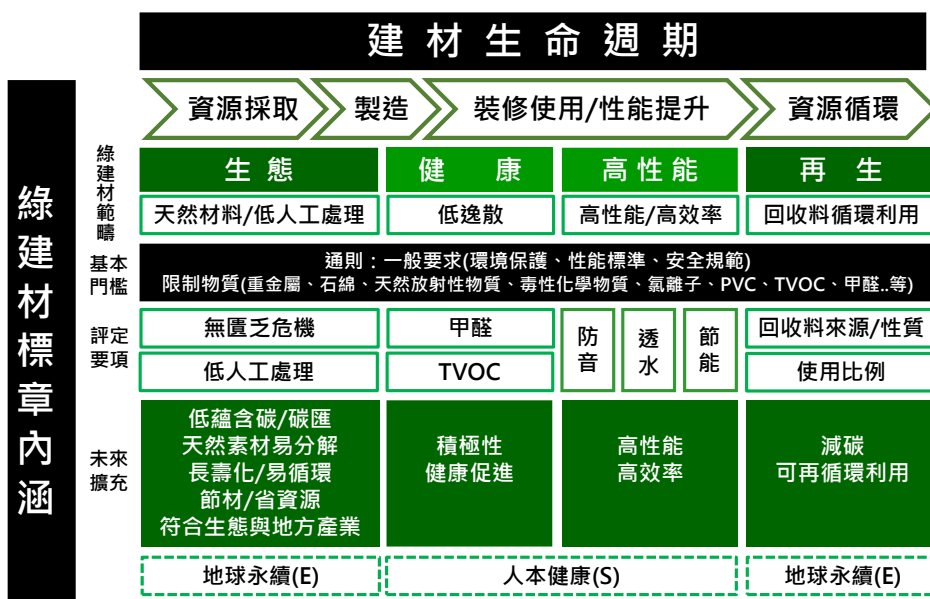 建材生命週期
資源採取
製造
裝修使用/性能提升
資源循環
綠建材標章內涵
綠建材範疇
生態
健康
高性能
再生
天然材料/低人工處理
低逸散
高性能/高效率
回收料循環利用
基本
門檻
通則：一般要求(環境保護、性能標準、安全規範)
限制物質(重金屬、石綿、天然放射性物質、毒性化學物質、氯離子、PVC、TVOC、甲醛..等)
評定
要項
無匱乏危機
甲醛
防音
透水
節能
回收料來源/性質
低人工處理
TVOC
使用比例
未來
擴充
低蘊含碳/碳匯
天然素材易分解
長壽化/易循環
節材/省資源
符合生態與地方產業
積極性
健康促進
高性能
高效率
減碳
可再循環利用
地球永續(E)
人本健康(S)
地球永續(E)